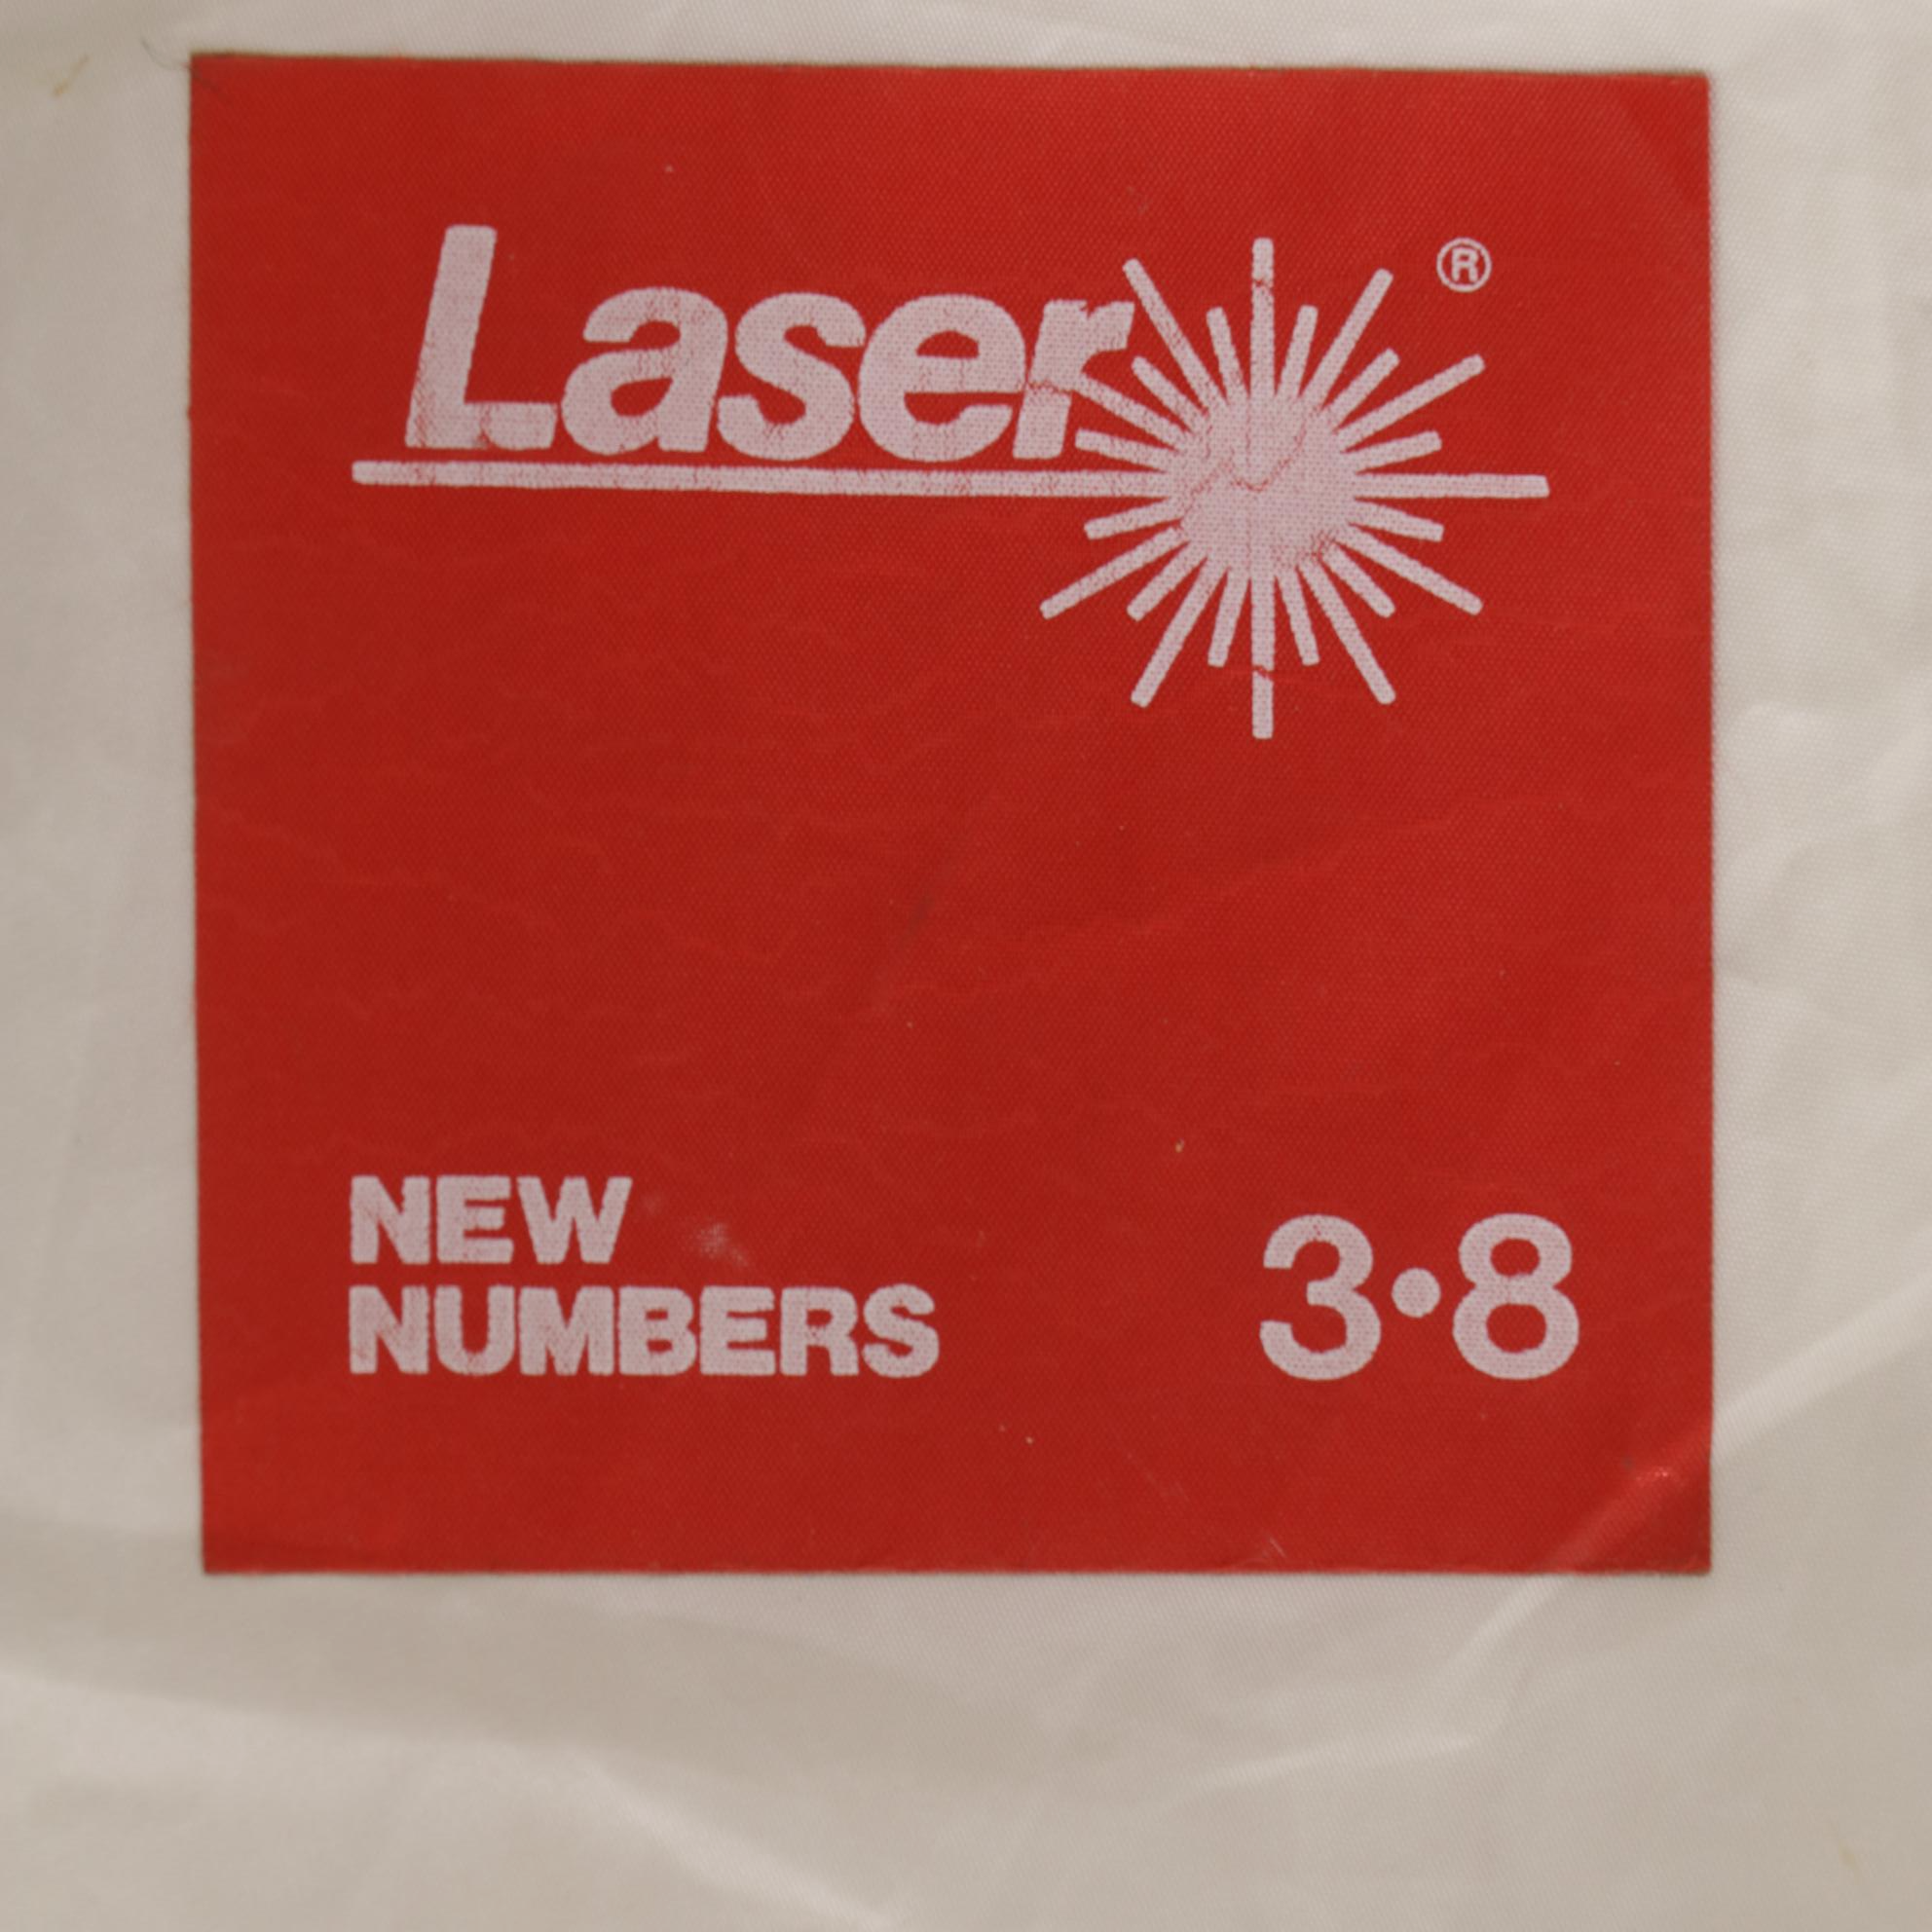 Laser ®
NEW
NUMBERS
3•8